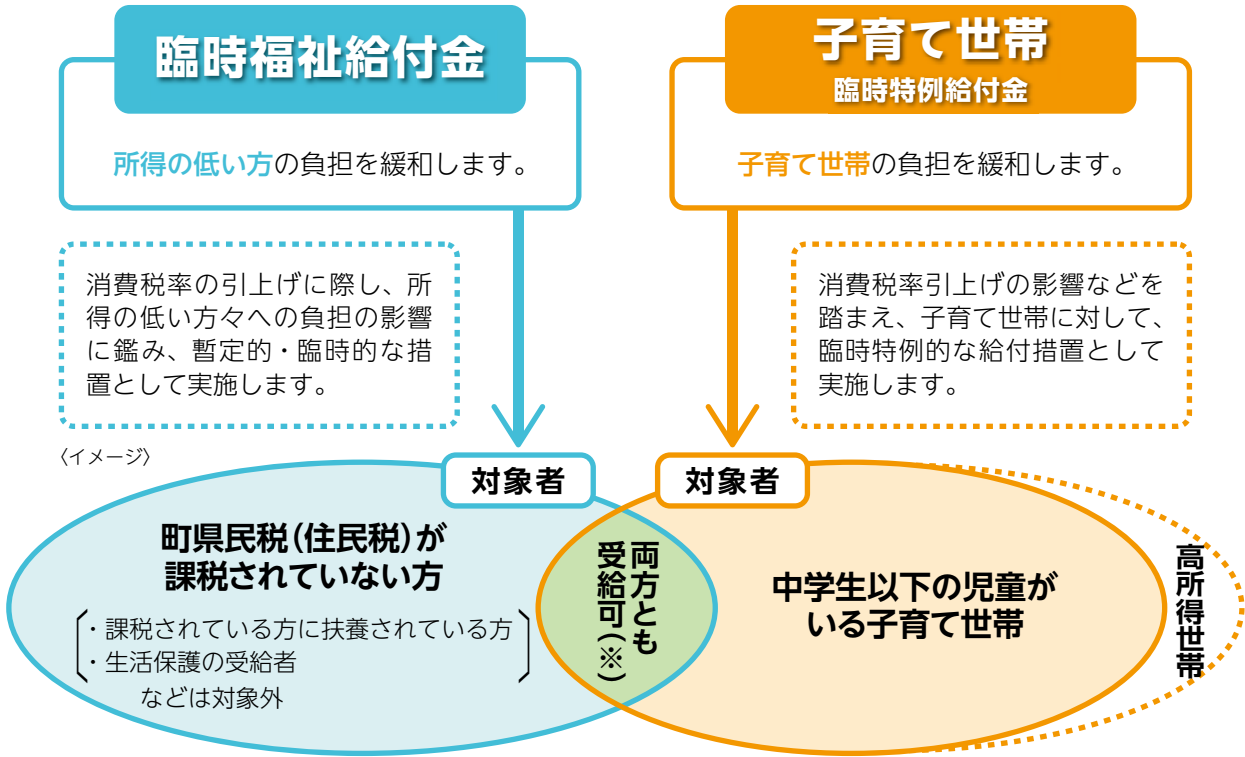 臨時福祉給付金
所得の低い方の負担を緩和します。
消費税率の引上げに際し、所
得の低い方々への負担の影響
に鑑み、暫定的・臨時的な措
置として実施します。
子育て世帯
臨時特例給付金
子育て世帯の負担を緩和します。
消費税率引上げの影響などを
踏まえ、子育て世帯に対して、
臨時特例的な給付措置として
実施します。
〈イメージ〉
対象者
町県民税(住民税)が
課税されていない方
・課税されている方に扶養されている方
・生活保護の受給者
などは対象外
両方とも
受給可(※)
対象者
中学生以下の児童が
いる子育て世帯
高所得世帯